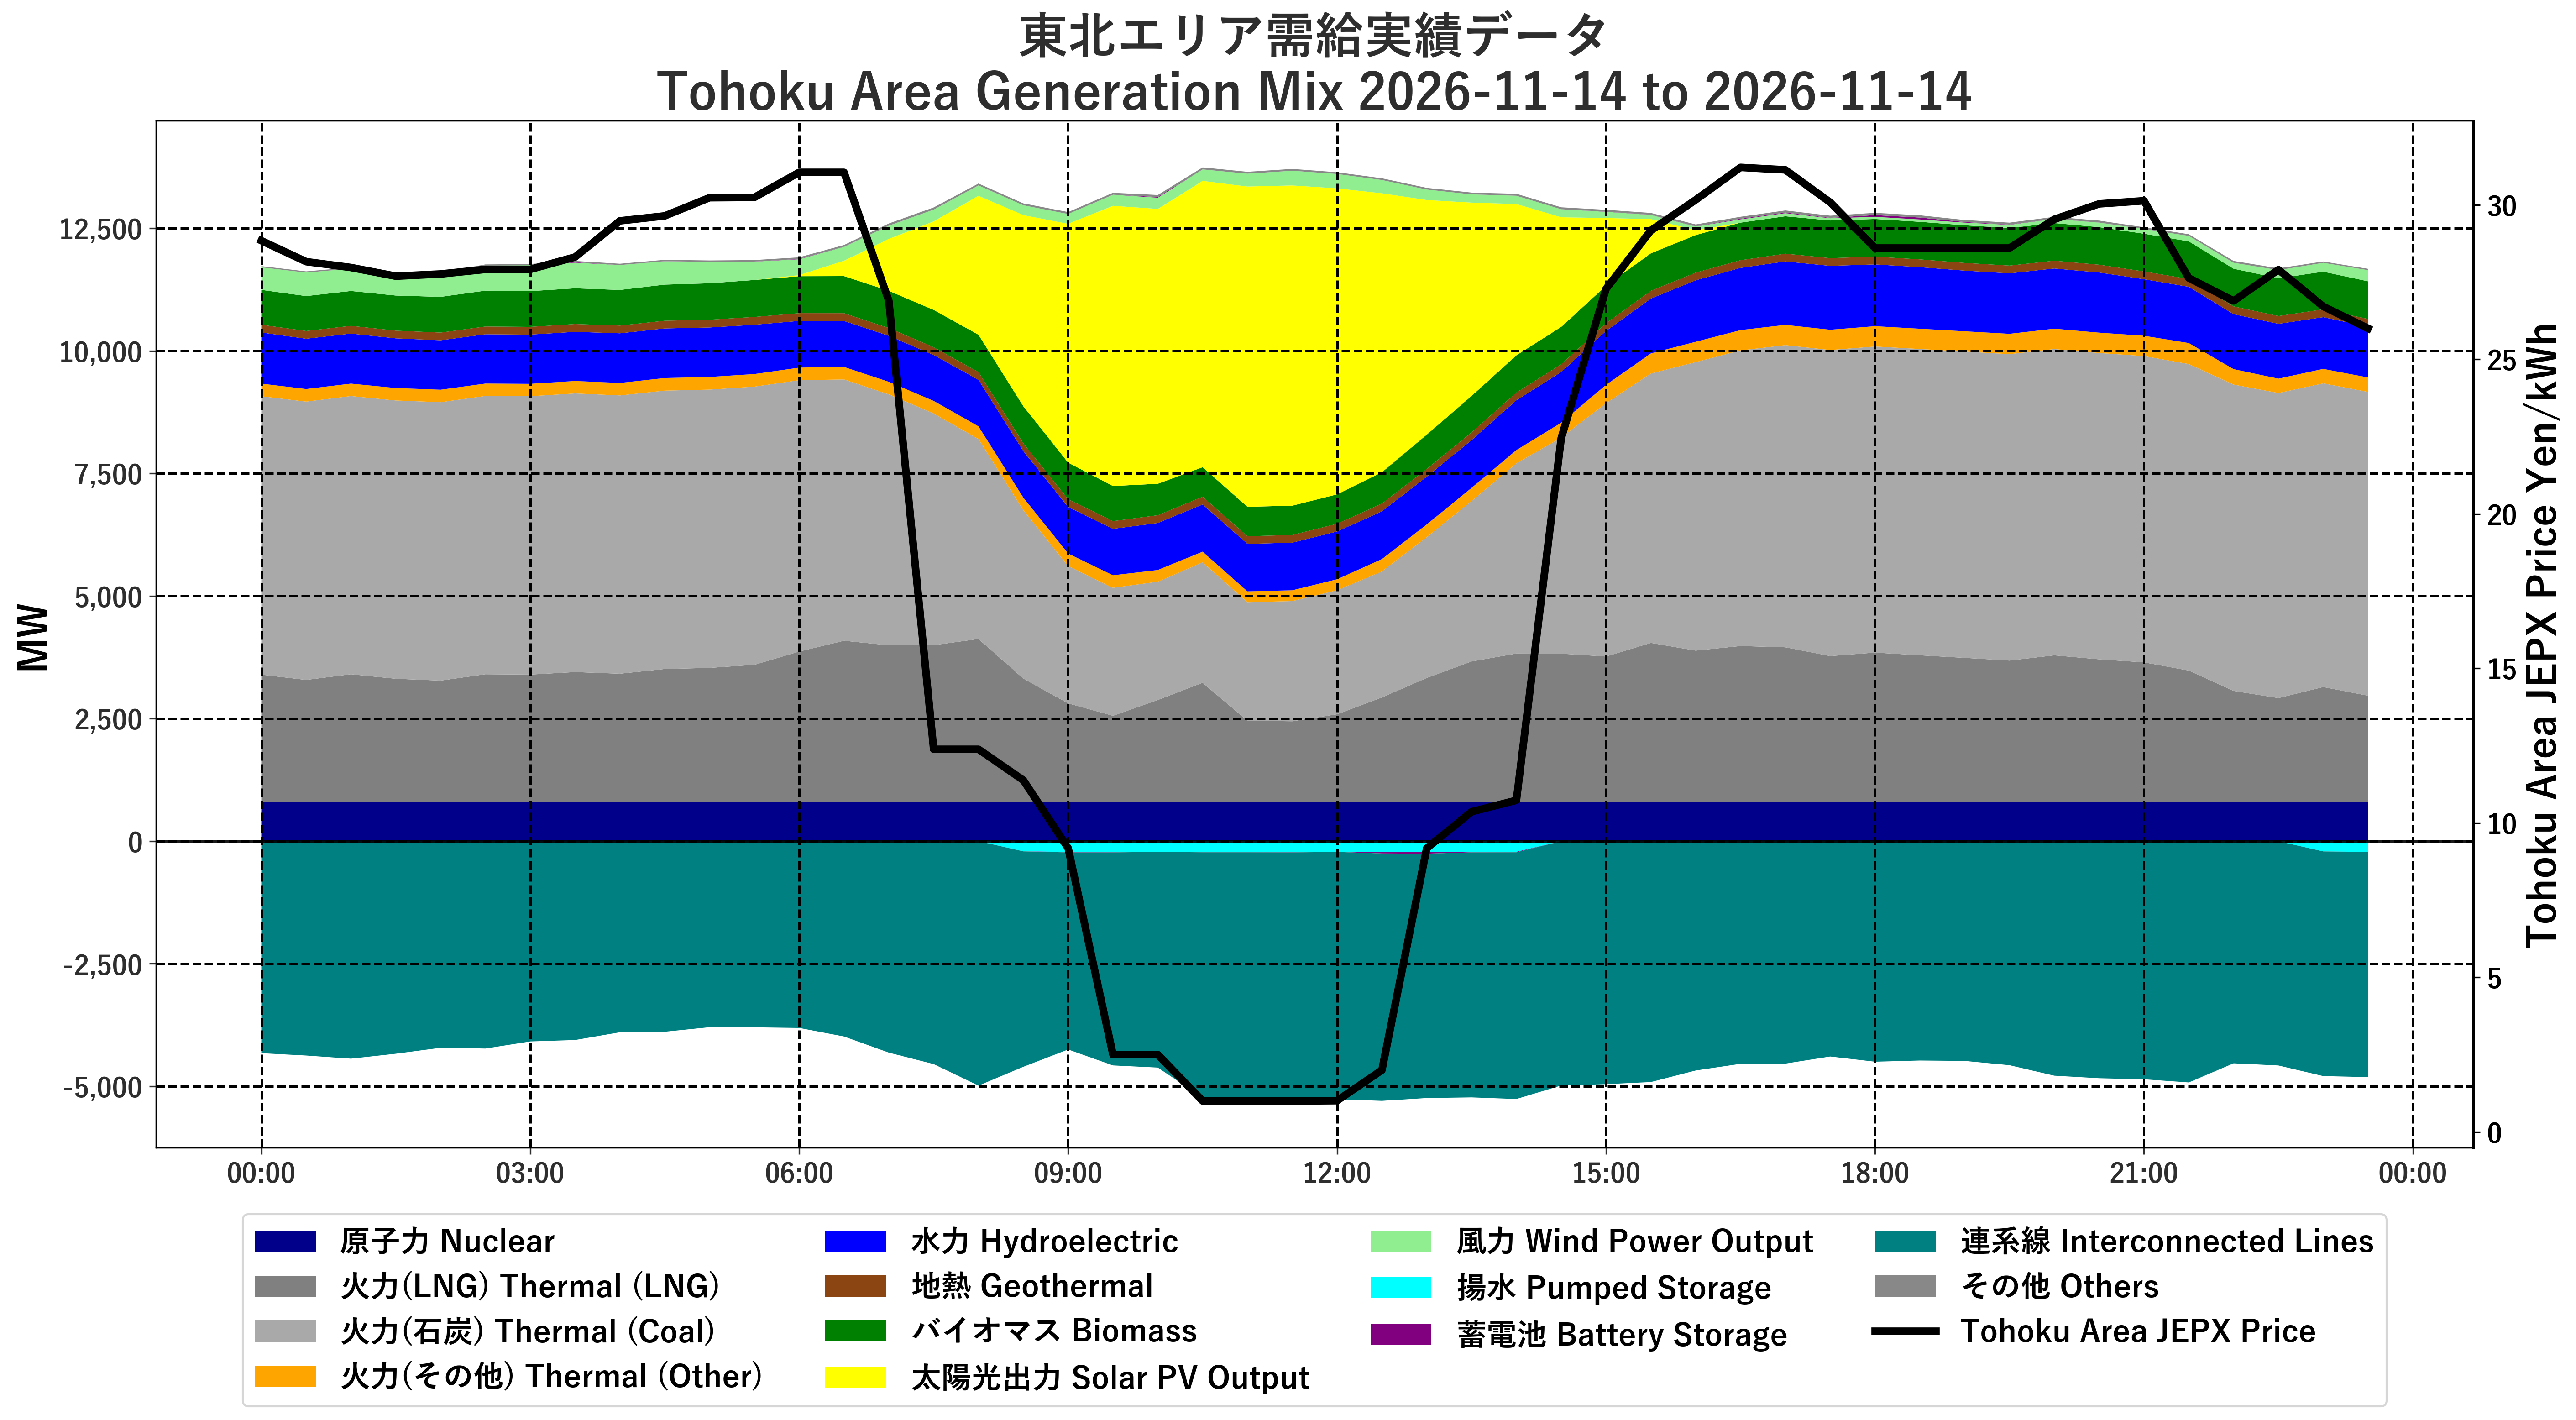 東北エリア需給実績データ
Tohoku Area Generation Mix 2026-11-14 to 2026-11-14
MW
12,500
10,000
7,500
5,000
2,500
0
-2,500
-5,000
30
25
20
15
10
5
0
Tohoku Area JEPX Price Yen/kWh
00:00 03:00 06:00 09:00 12:00 15:00 18:00 21:00 00:00
原子力 Nuclear
火力(LNG) Thermal (LNG)
火力(石炭) Thermal (Coal)
火力(その他) Thermal (Other)
水力 Hydroelectric
地熱 Geothermal
バイオマス Biomass
太陽光出力 Solar PV Output
風力 Wind Power Output
揚水 Pumped Storage
蓄電池 Battery Storage
連系線 Interconnected Lines
その他 Others
Tohoku Area JEPX Price